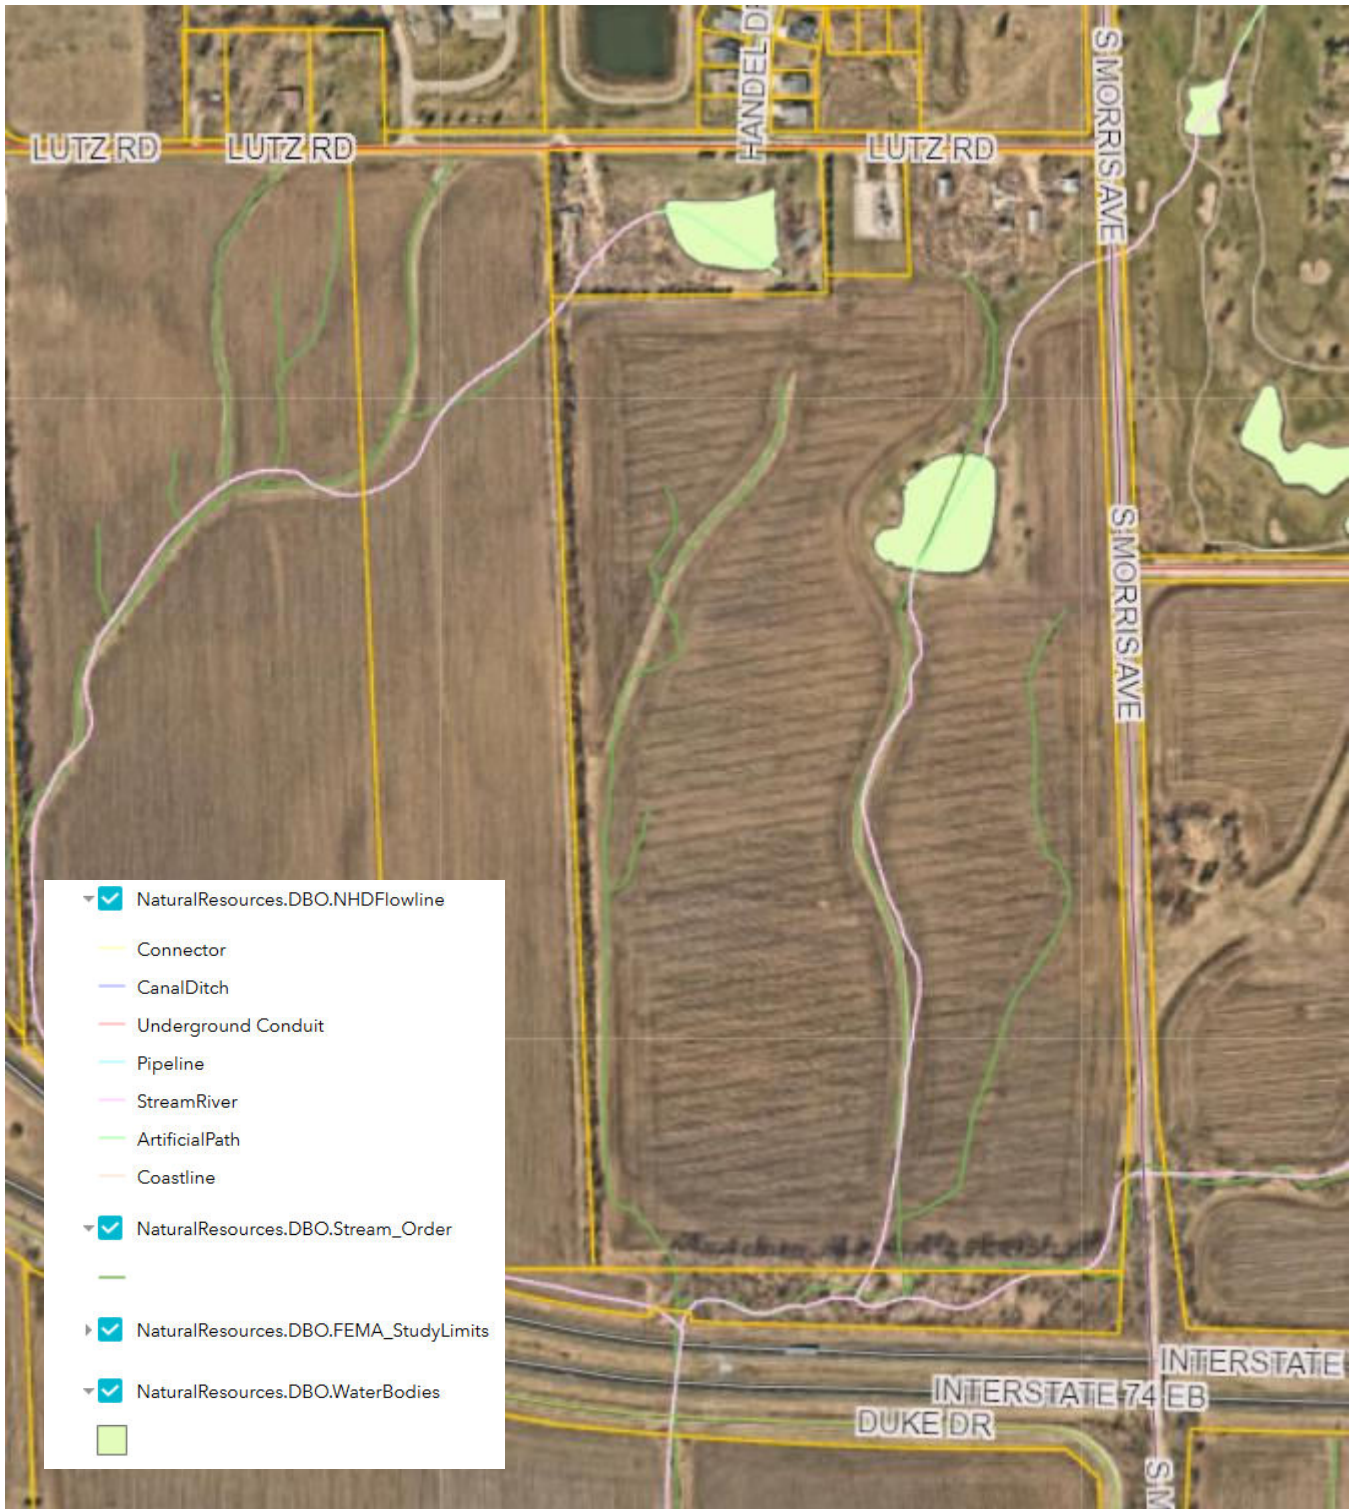 HANDEL D
S MORRIS AVE
LUTZ RD
LUTZ RD
LUTZ RD
S MORRIS AVE
NaturalResources.DBO.NHDFlowline
Connector
CanalDitch
Underground Conduit
Pipeline
StreamRiver
ArtificialPath
Coastline
NaturalResources.DBO.Stream_Order
NaturalResources.DBO.FEMA_StudyLimits
NaturalResources.DBO.WaterBodies
INTERSTATE
INTERSTATE 74 EB
DUKE DR
S M